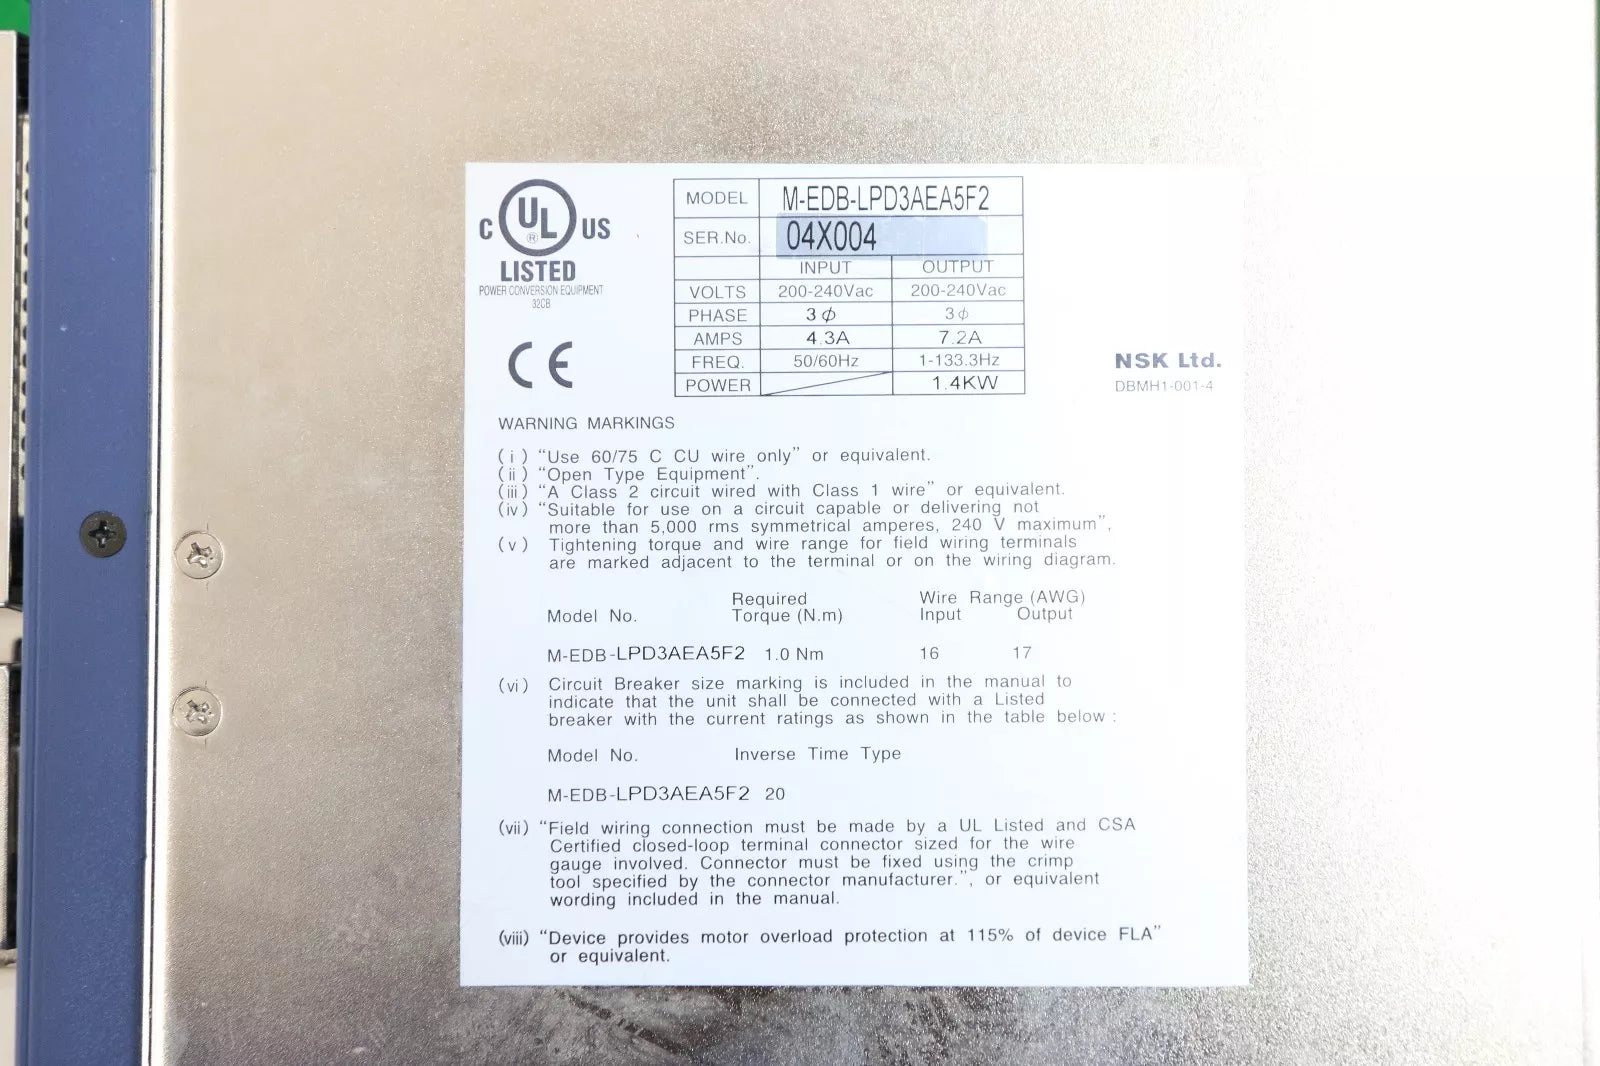 C UL ® US
LISTED
POWER CONVERSION EQUIPMENT
32CB
CE
MODEL M-EDB-LPD3AEA5F2
SER.No. 04X004
INPUT OUTPUT
VOLTS 200-240Vac 200-240Vac
PHASE 3φ 3φ
AMPS 4.3A 7.2A
FREQ. 50/60Hz 1-133.3Hz
POWER 1.4KW
NSK Ltd.
DBMH1-001-4
WARNING MARKINGS
(i) “Use 60/75 C CU wire only” or equivalent.
(ii) “Open Type Equipment”.
(iii) “A Class 2 circuit wired with Class 1 wire” or equivalent.
(iv) “Suitable for use on a circuit capable or delivering not
more than 5,000 rms symmetrical amperes, 240 V maximum”,
(v) Tightening torque and wire range for field wiring terminals
are marked adjacent to the terminal or on the wiring diagram.
Required Wire Range (AWG)
Model No. Torque (N.m) Input Output
M-EDB-LPD3AEA5F2 1.0 Nm 16 17
(vi) Circuit Breaker size marking is included in the manual to
indicate that the unit shall be connected with a Listed
breaker with the current ratings as shown in the table below :
Model No. Inverse Time Type
M-EDB-LPD3AEA5F2 20
(vii) “Field wiring connection must be made by a UL Listed and CSA
Certified closed-loop terminal connector sized for the wire
gauge involved. Connector must be fixed using the crimp
tool specified by the connector manufacturer.”, or equivalent
wording included in the manual.
(viii) “Device provides motor overload protection at 115% of device FLA”
or equivalent.